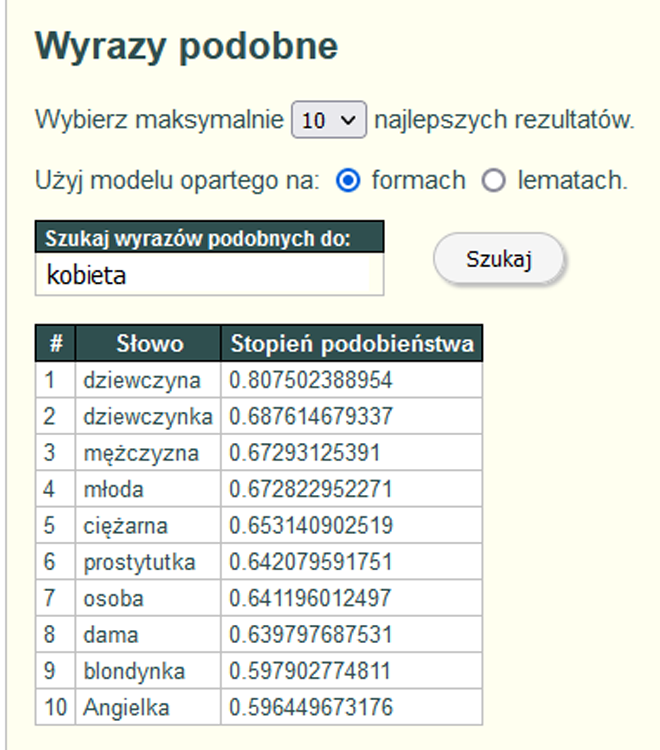 Wyrazy podobne
Wybierz maksymalnie 10 najlepszych rezultatów.
Użyj modelu opartego na: formach lematach.
Szukaj wyrazów podobnych do:
kobieta
Szukaj
# Słowo Stopień podobieństwa
1 dziewczyna 0.807502388954
2 dziewczynka 0.687614679337
3 mężczyzna 0.67293125391
4 młoda 0.672822952271
5 ciężarna 0.653140902519
6 prostytutka 0.642079591751
7 osoba 0.641196012497
8 dama 0.639797687531
9 blondynka 0.597902774811
10 Angielka 0.596449673176